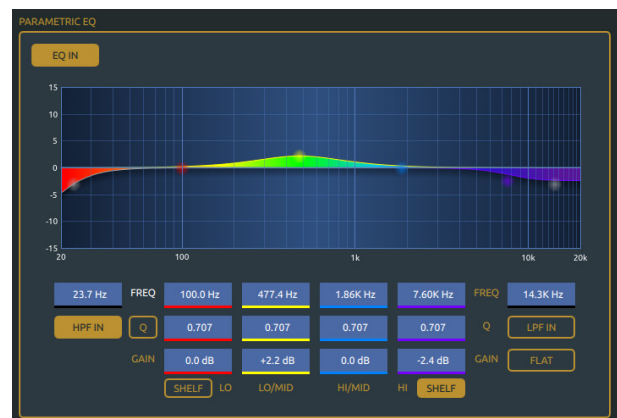 PARAMETRIC EQ
EQ IN
15
10
5
0
-5
-10
-15
20 100 1k 10k 20k
23.7 Hz FREQ 100.0 Hz 477.4 Hz 1.86K Hz 7.60K Hz FREQ 14.3K Hz
HPF IN Q 0.707 0.707 0.707 0.707 Q LPF IN
GAIN 0.0 dB +2.2 dB 0.0 dB -2.4 dB GAIN FLAT
SHELF LO LO/MID HI/MID HI SHELF